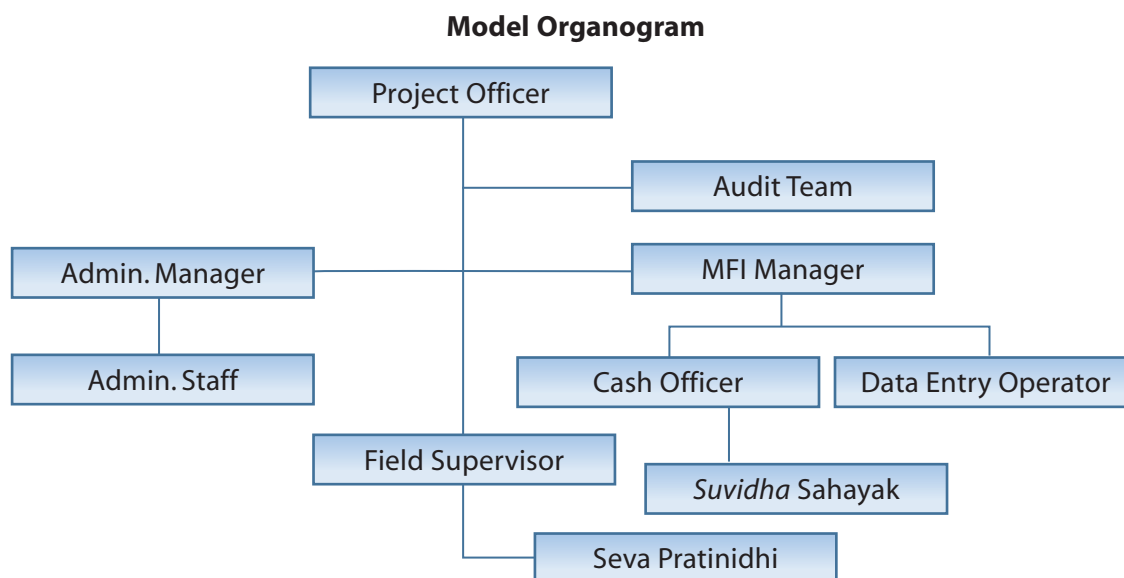 Model Organogram
Project Officer
Audit Team
Admin. Manager
MFI Manager
Admin. Staff
Cash Officer
Data Entry Operator
Field Supervisor
Suvidha Sahayak
Seva Pratinidhi